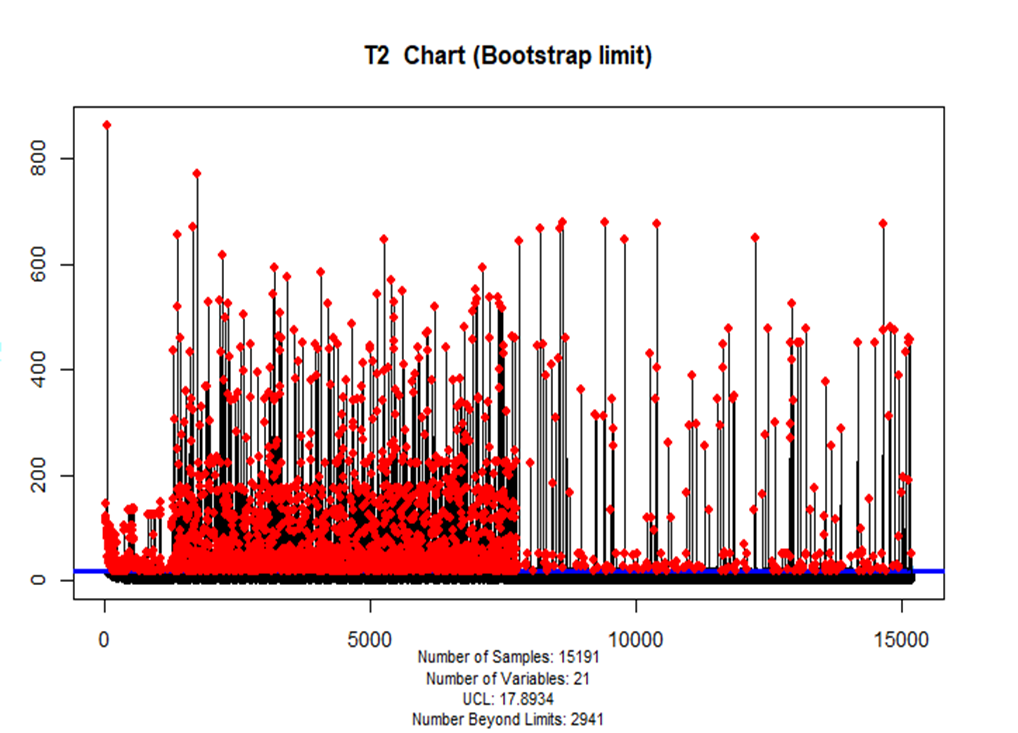 T2 Chart (Bootstrap limit)
800
600
400
200
0
0 5000 10000 15000
Number of Samples: 15191
Number of Variables: 21
UCL: 17.8934
Number Beyond Limits: 2941